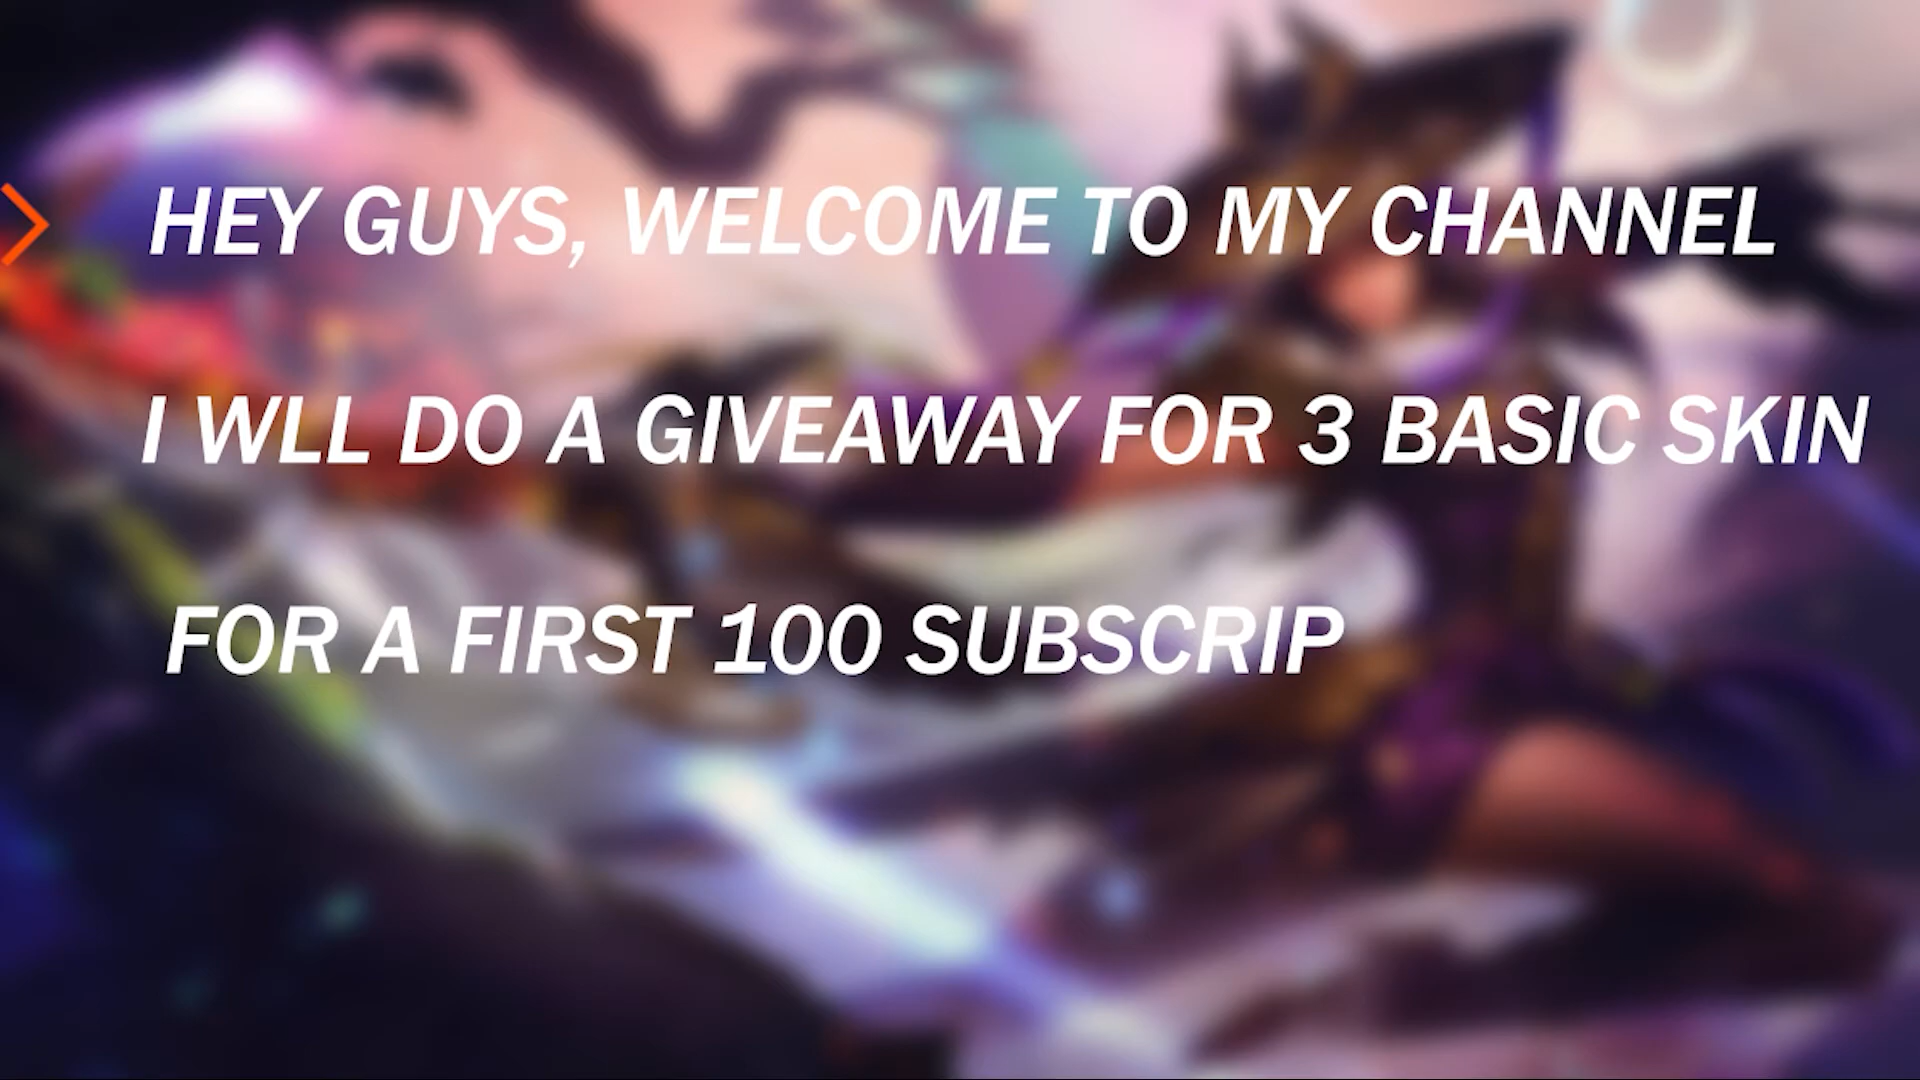 HEY GUYS, WELCOME TO MY CHANNEL
I WLL DO A GIVEAWAY FOR 3 BASIC SKIN
FOR A FIRST 100 SUBSCRIP